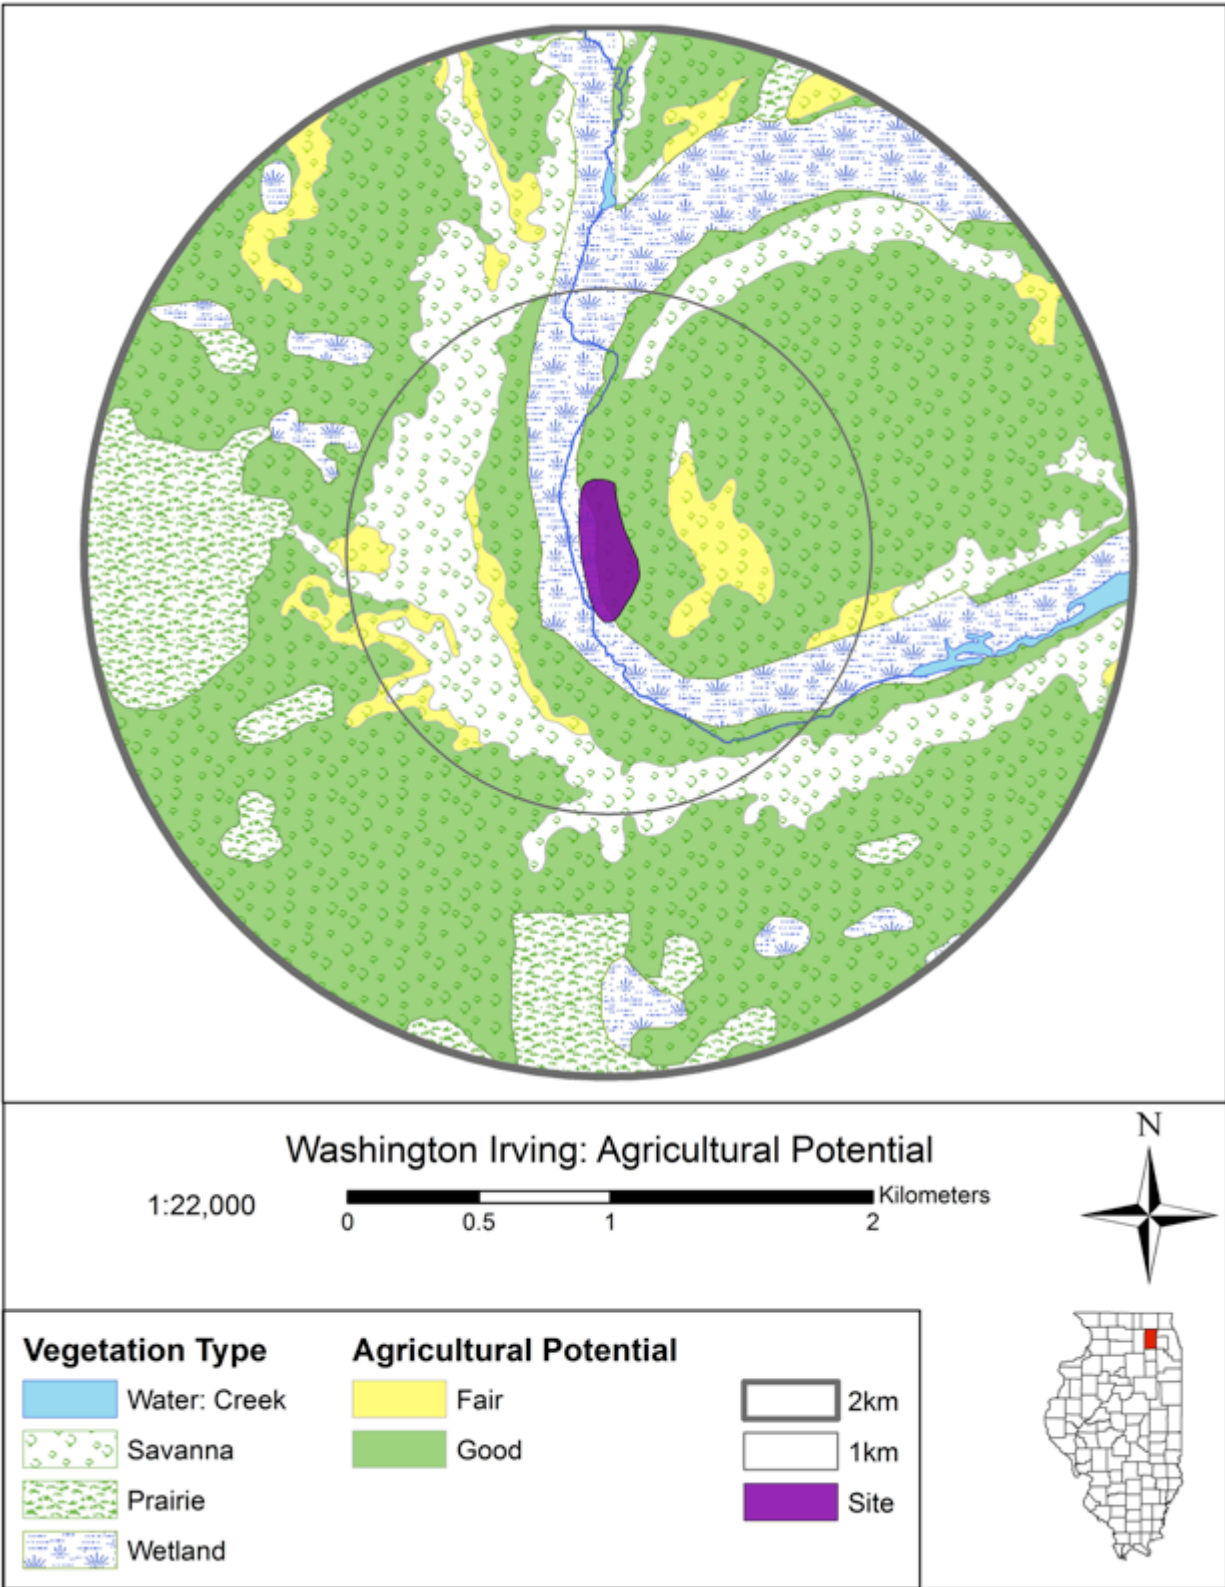 Washington Irving: Agricultural Potential
N
1:22,000
Kilometers
0 0.5 1 2
Vegetation Type
Water: Creek
Savanna
Prairie
Wetland
Agricultural Potential
Fair
Good
2km
1km
Site